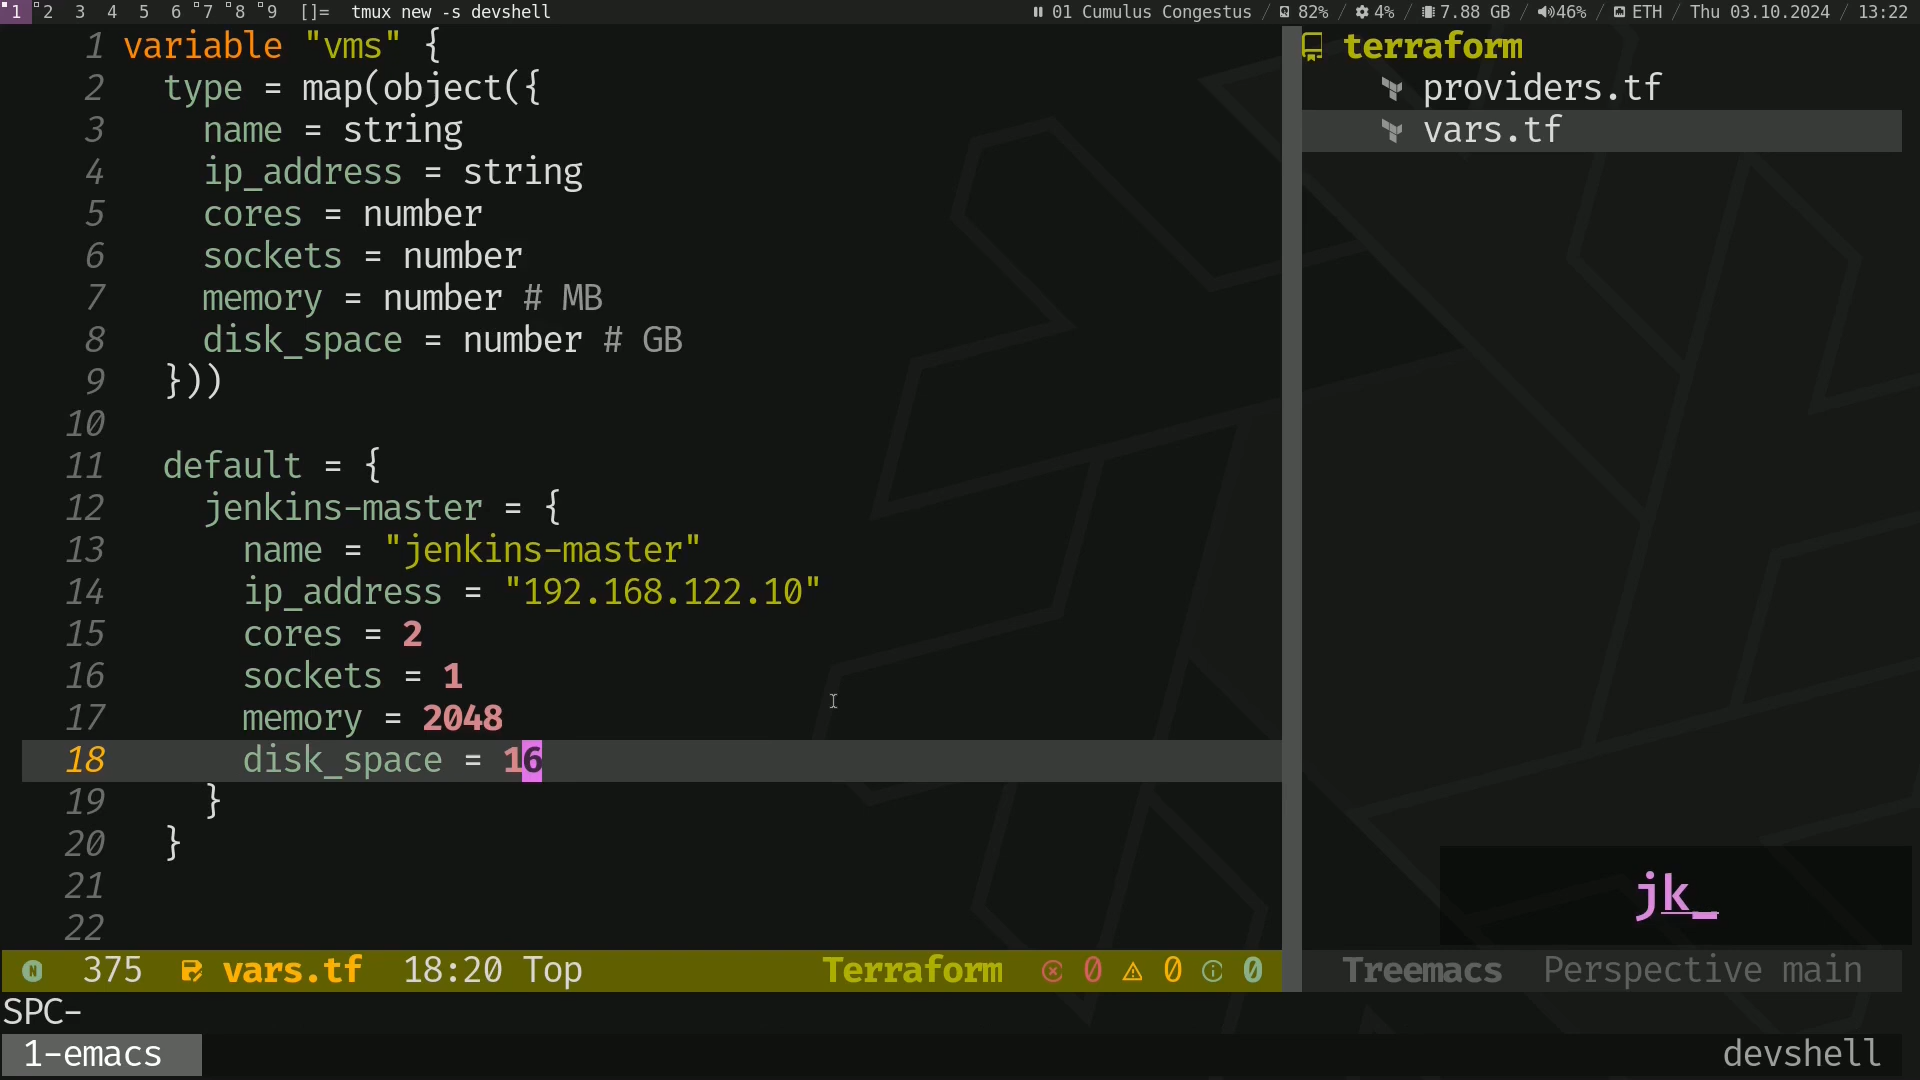 1 2 3 4 5 6 7 8 9 []= tmux new -s devshell 01 Cumulus Congestus / 82% / 4% / 7.88 GB / 46% / ETH / Thu 03.10.2024 / 13:22
1 variable "vms" {
2 type = map(object({
3 name = string
4 ip_address = string
5 cores = number
6 sockets = number
7 memory = number # MB
8 disk_space = number # GB
9 }))
10
11 default = {
12 jenkins-master = {
13 name = "jenkins-master"
14 ip_address = "192.168.122.10"
15 cores = 2
16 sockets = 1
17 memory = 2048
18 disk_space = 16
19 }
20 }
21
22
terraform
providers.tf
vars.tf
jk_
N 375 vars.tf 18:20 Top Terraform 0 0 0
Treemacs Perspective main
SPC-
1-emacs devshell